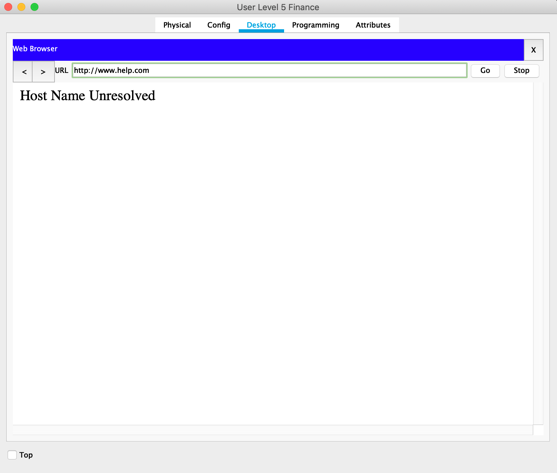 User Level 5 Finance
Physical Config Desktop Programming Attributes
Web Browser X
< > URL http://www.help.com Go Stop
Host Name Unresolved
Top